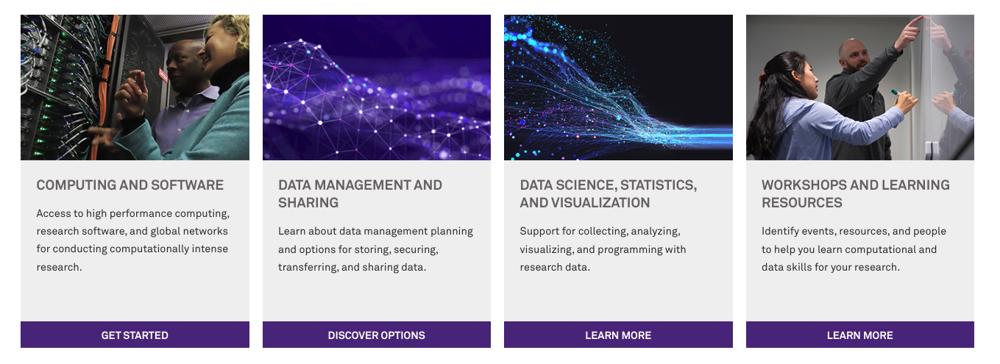 COMPUTING AND SOFTWARE
Access to high performance computing,
research software, and global networks
for conducting computationally intense
research.
GET STARTED
DATA MANAGEMENT AND
SHARING
Learn about data management planning
and options for storing, securing,
transferring, and sharing data.
DISCOVER OPTIONS
DATA SCIENCE, STATISTICS,
AND VISUALIZATION
Support for collecting, analyzing,
visualizing, and programming with
research data.
LEARN MORE
WORKSHOPS AND LEARNING
RESOURCES
Identify events, resources, and people
to help you learn computational and
data skills for your research.
LEARN MORE